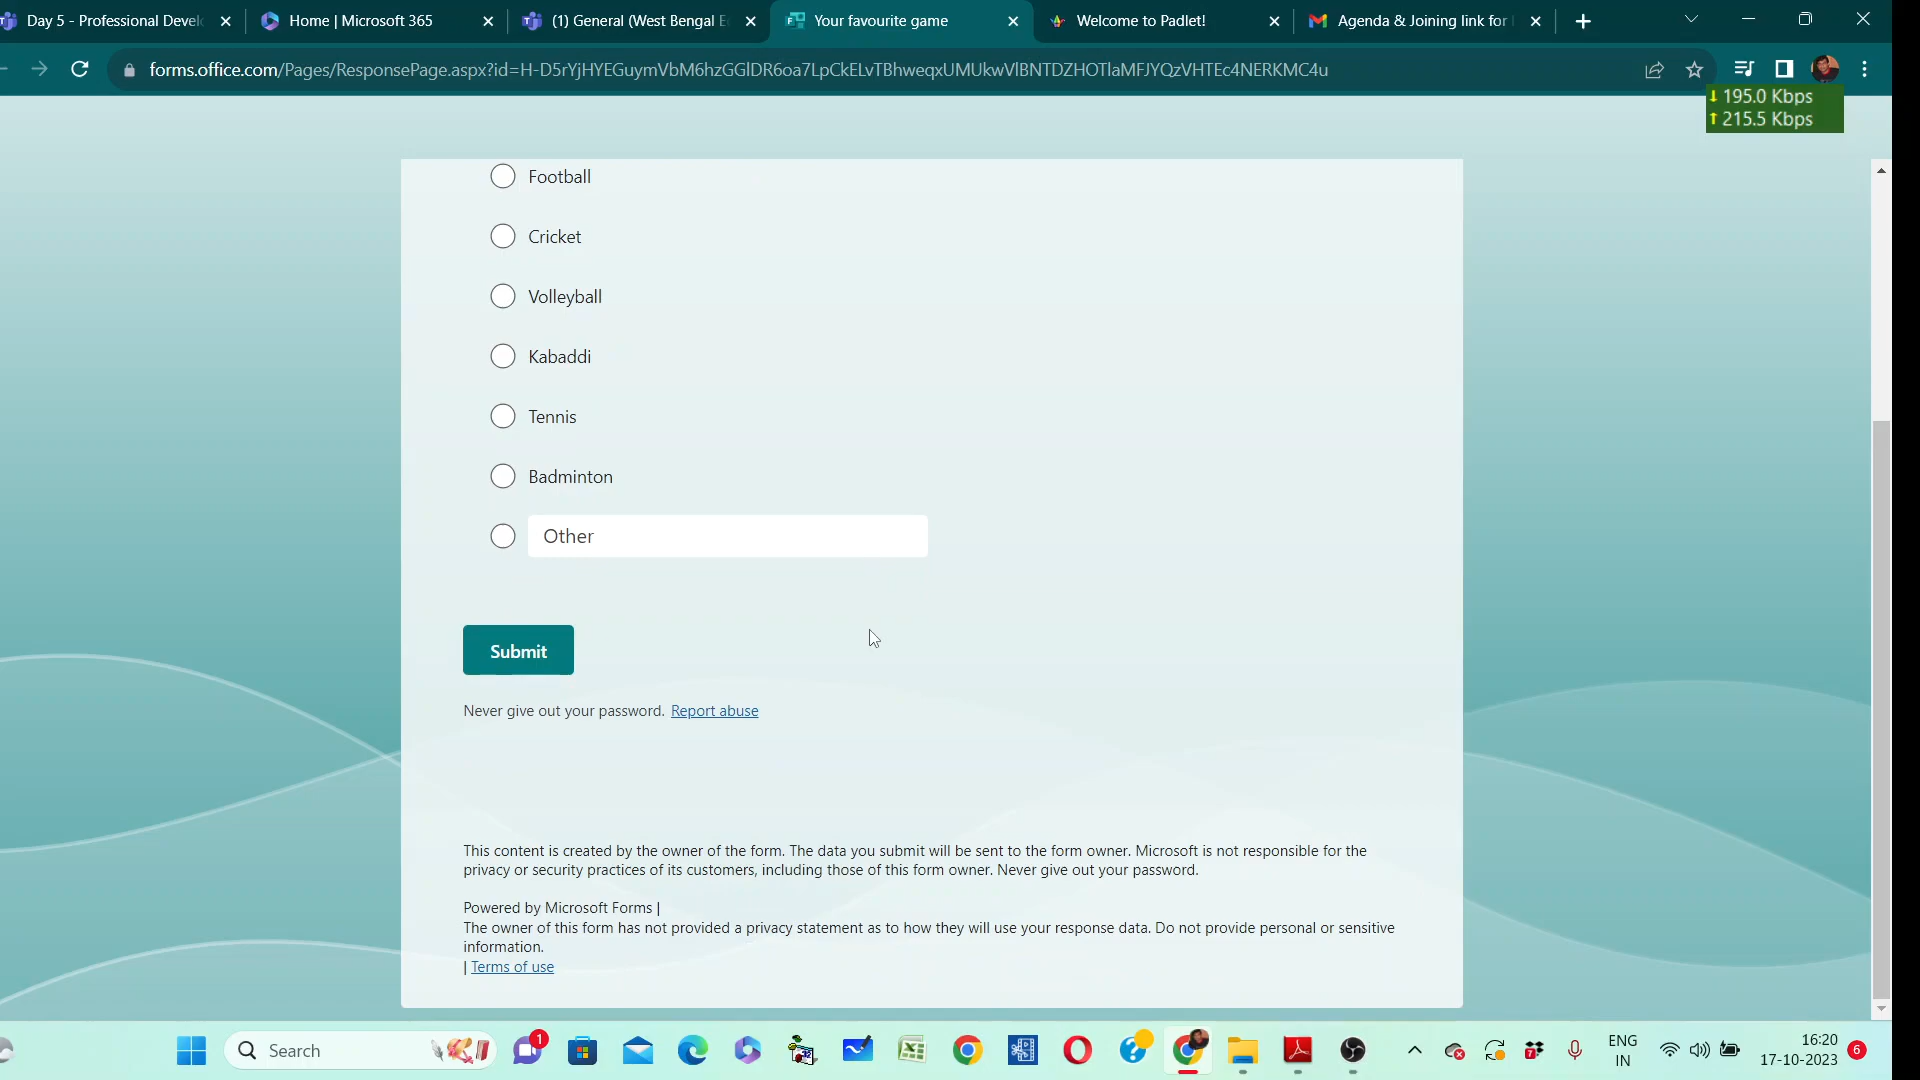 Day 5 - Professional Devel
Home | Microsoft 365
(1) General (West Bengal E
Your favourite game
Welcome to Padlet!
Agenda & Joining link for
forms.office.com/Pages/ResponsePage.aspx?id=H-D5rYjHYEGuymVbM6hzGGlDR6oa7LpCkELvTBhweqxUMUkwVlBNTDZHOTlaMFJYQzVHTEc4NERKMC4u
↓ 195.0 Kbps
↑ 215.5 Kbps
Football
Cricket
Volleyball
Kabaddi
Tennis
Badminton
Other
Submit
Never give out your password. Report abuse
This content is created by the owner of the form. The data you submit will be sent to the form owner. Microsoft is not responsible for the
privacy or security practices of its customers, including those of this form owner. Never give out your password.
Powered by Microsoft Forms |
The owner of this form has not provided a privacy statement as to how they will use your response data. Do not provide personal or sensitive
information.
| Terms of use
Search
1
ENG
IN
16:20
17-10-2023
6